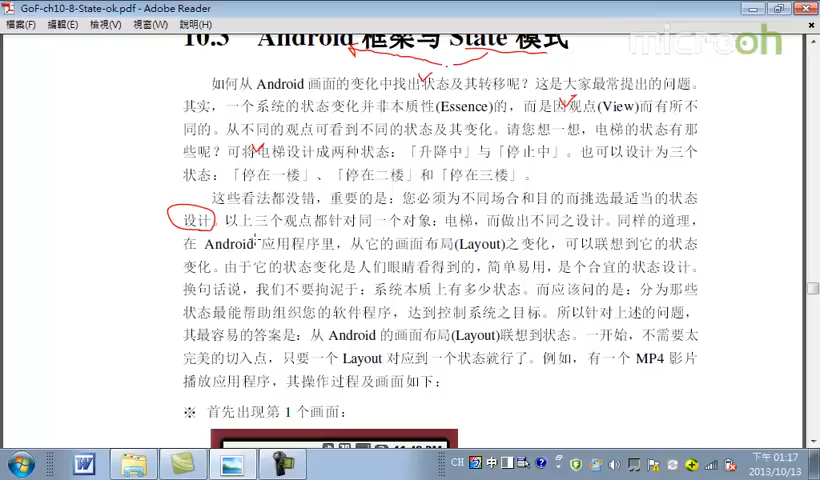 GoF-ch10-8-State-ok.pdf - Adobe Reader
檔案(F) 編輯(E) 檢視(V) 視窗(W) 說明(H)
microoh
10.3 Android 框架与 State 模式
如何从 Android 画面的变化中找出状态及其转移呢？这是大家最常提出的问题。
其实，一个系统的状态变化并非本质性(Essence)的，而是因观点(View)而有所不
同的。从不同的观点可看到不同的状态及其变化。请您想一想，电梯的状态有那
些呢？可将电梯设计成两种状态：「升降中」与「停止中」。也可以设计为三个
状态：「停在一楼」、「停在二楼」和「停在三楼」。
这些看法都没错，重要的是：您必须为不同场合和目的而挑选最适当的状态
设计。以上三个观点都针对同一个对象：电梯，而做出不同之设计。同样的道理，
在 Android 应用程序里，从它的画面布局(Layout)之变化，可以联想到它的状态
变化。由于它的状态变化是人们眼睛看得到的，简单易用，是个合宜的状态设计。
换句话说，我们不要拘泥于：系统本质上有多少状态。而应该问的是：分为那些
状态最能帮助组织您的软件程序，达到控制系统之目标。所以针对上述的问题，
其最容易的答案是：从 Android 的画面布局(Layout)联想到状态。一开始，不需要太
完美的切入点，只要一个 Layout 对应到一个状态就行了。例如，有一个 MP4 影片
播放应用程序，其操作过程及画面如下：
※ 首先出现第 1 个画面：
CH 中
下午 01:17
2013/10/13